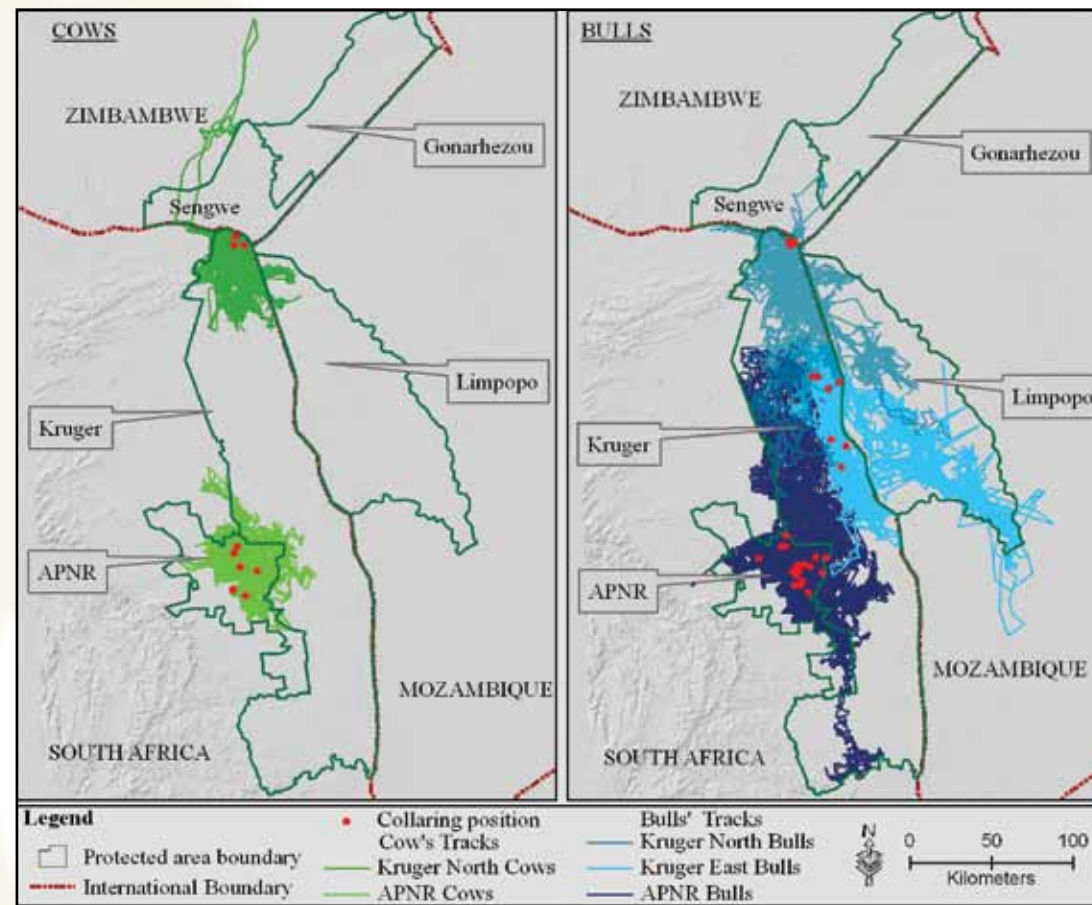 COWS
ZIMBAMBWE
Gonarhezou
Sengwe
Limpopo
Kruger
APNR
MOZAMBIQUE
SOUTH AFRICA
BULLS
ZIMBAMBWE
Gonarhezou
Sengwe
Limpopo
Kruger
APNR
MOZAMBIQUE
SOUTH AFRICA
Legend
Protected area boundary
International Boundary
Collaring position
Cow's Tracks
Kruger North Cows
APNR Cows
Bulls' Tracks
Kruger North Bulls
Kruger East Bulls
APNR Bulls
N
0 50 100
Kilometers